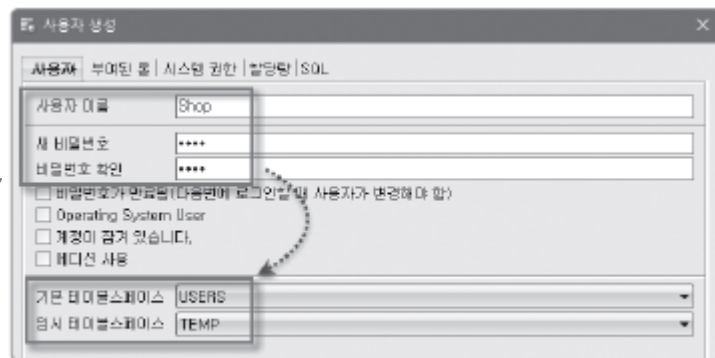 사용자 생성
사용자 부여된 롤 시스템 권한 할당량 SQL
사용자 이름 Shop
새 비밀번호 ••••
비밀번호 확인 ••••
비밀번호가 만료됨(다음번에 로그인할 때 사용자가 변경해야 함)
Operating System User
계정이 잠겨 있습니다.
에디션 사용
기본 테이블스페이스 USERS
임시 테이블스페이스 TEMP